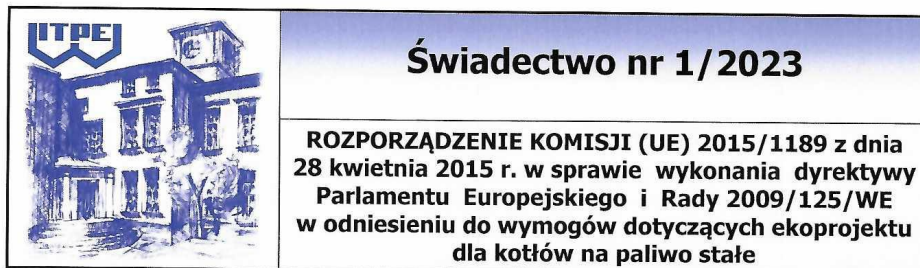 ITPE
Świadectwo nr 1/2023
ROZPORZĄDZENIE KOMISJI (UE) 2015/1189 z dnia
28 kwietnia 2015 r. w sprawie wykonania dyrektywy
Parlamentu Europejskiego i Rady 2009/125/WE
w odniesieniu do wymogów dotyczących ekoprojektu
dla kotłów na paliwo stałe